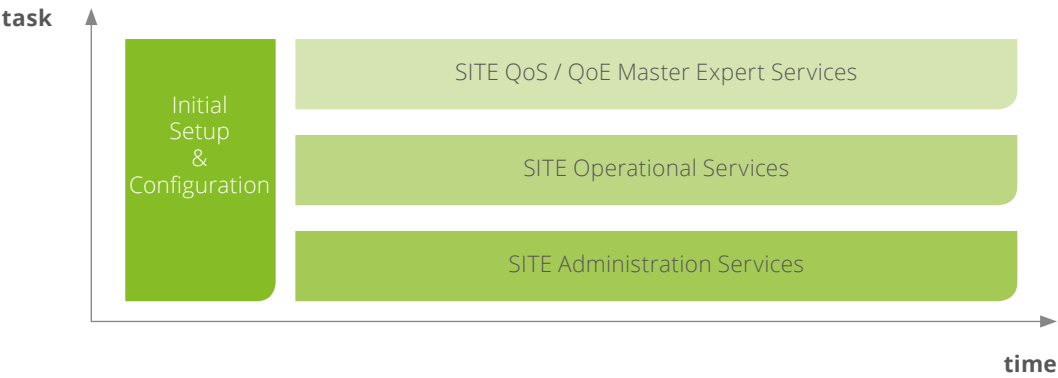 task
Initial
Setup
&
Configuration
SITE QoS / QoE Master Expert Services
SITE Operational Services
SITE Administration Services
time